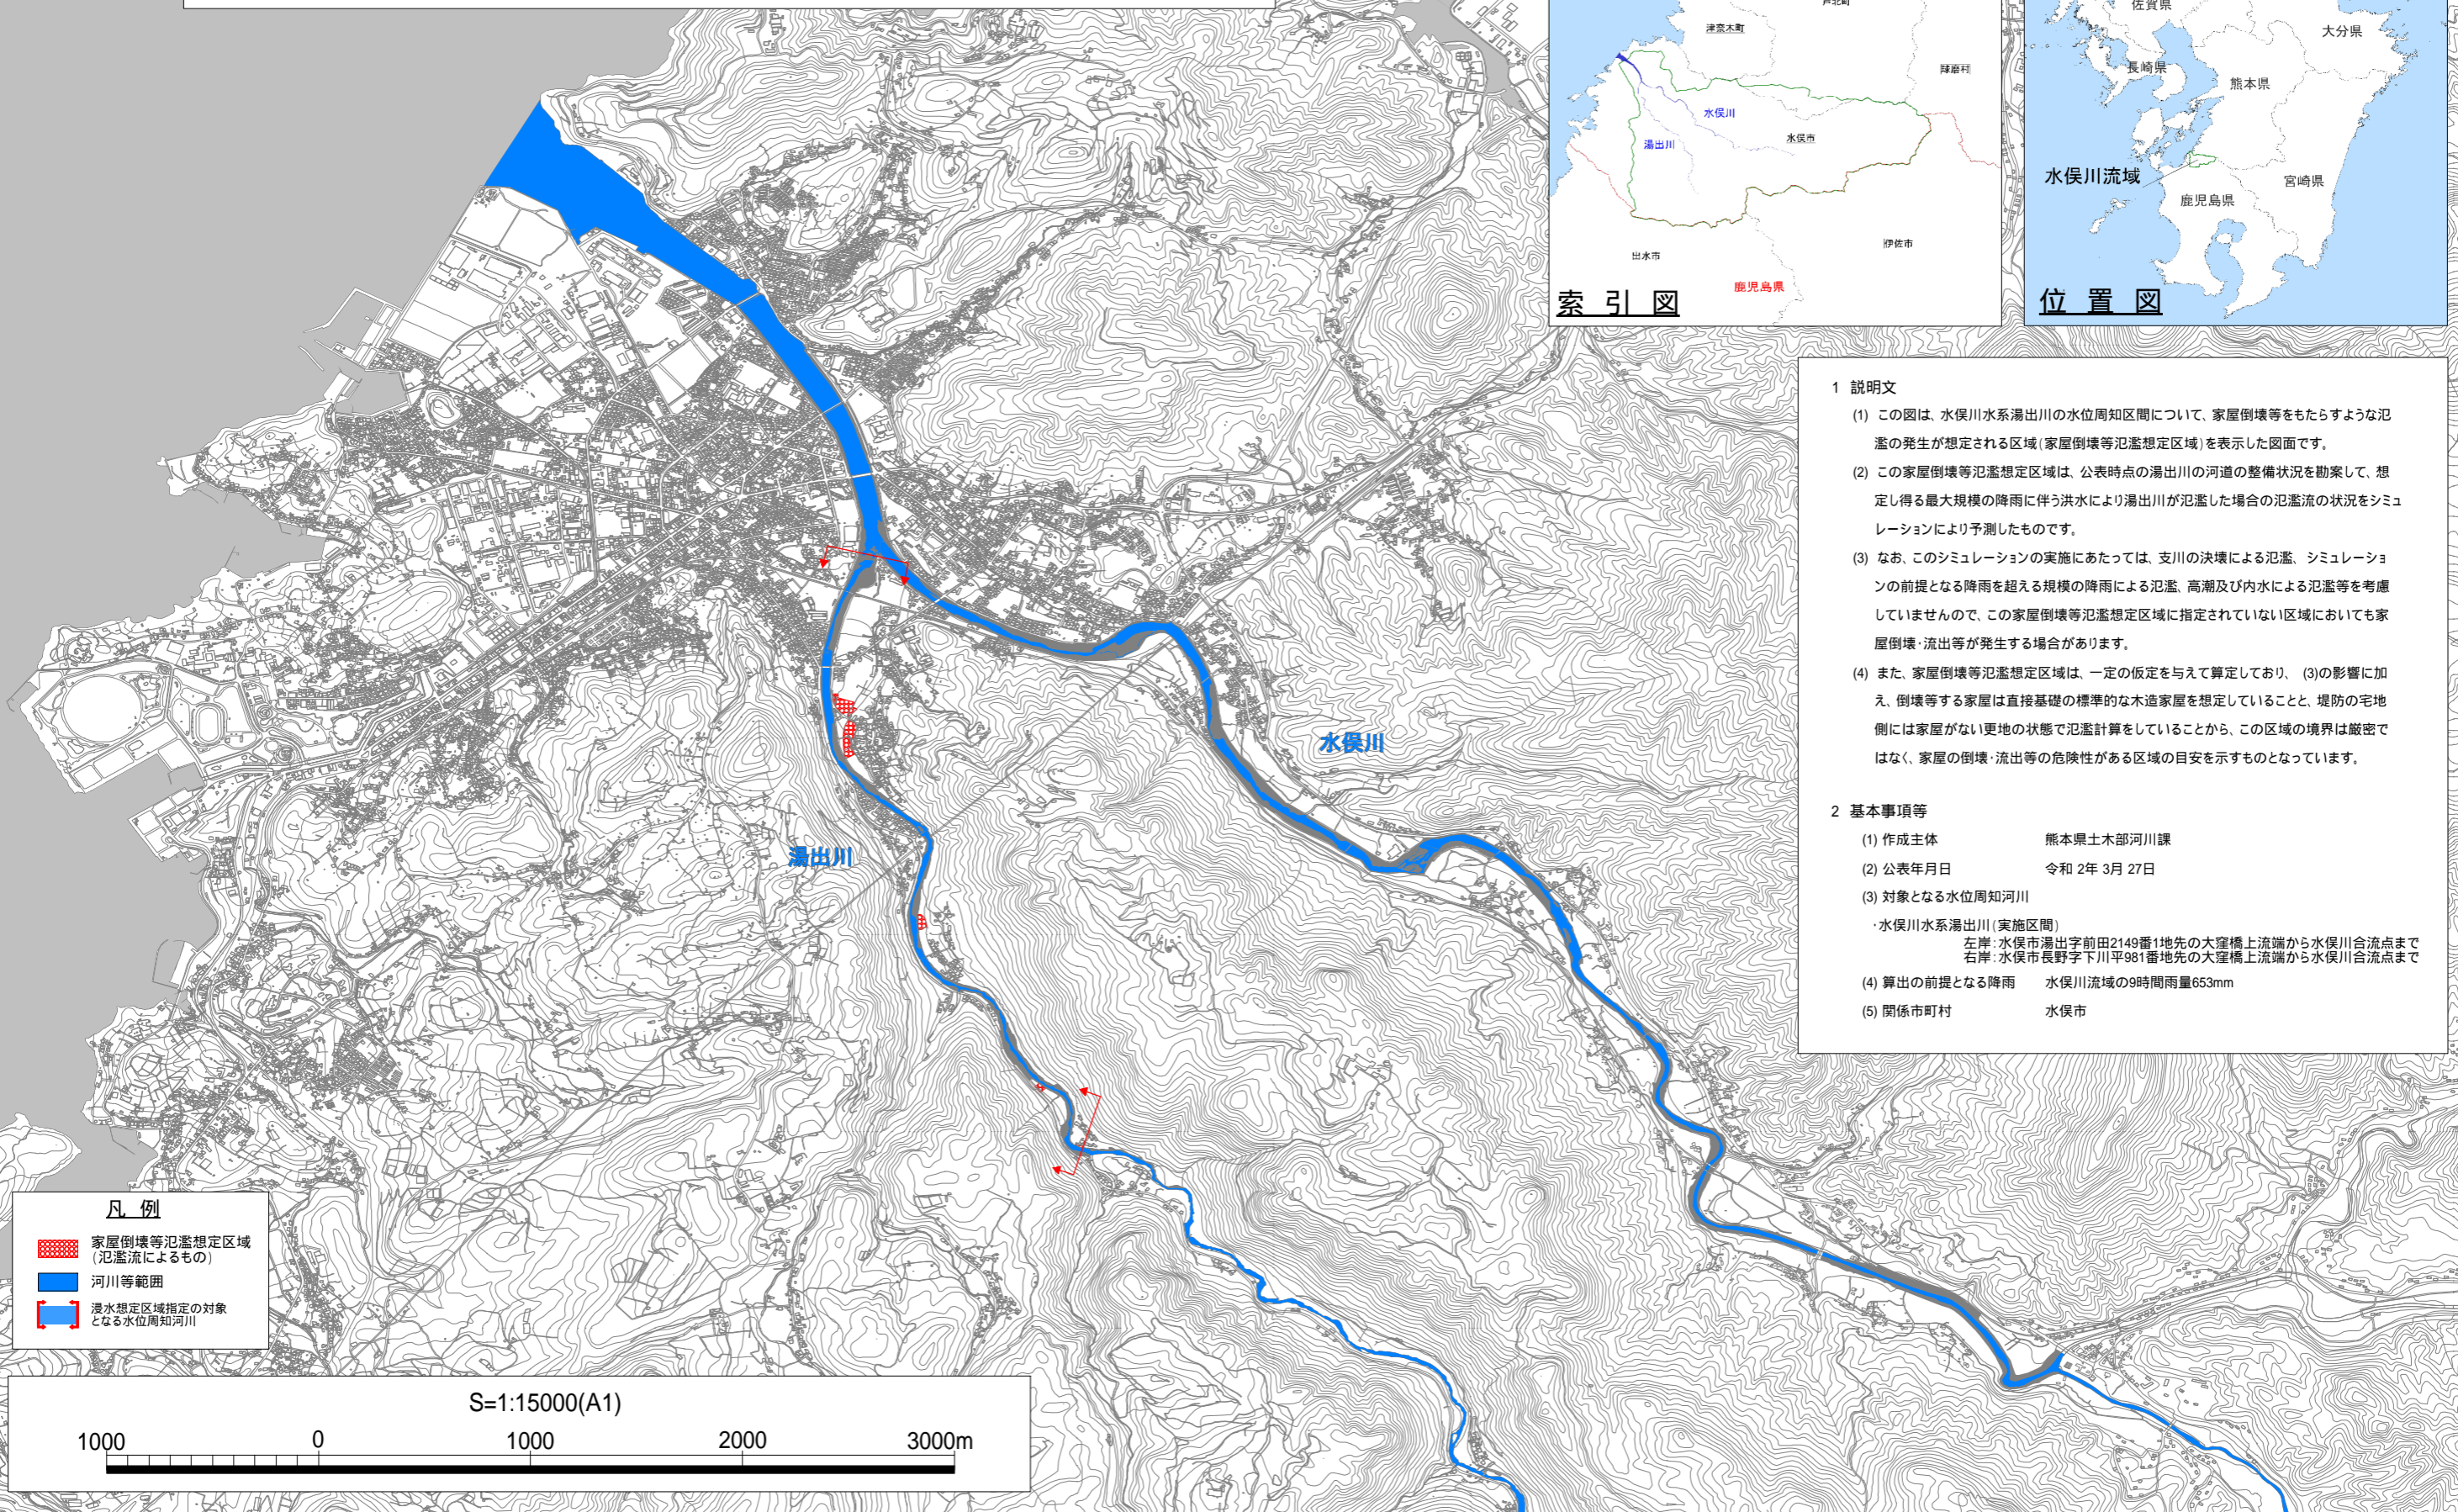 芦北町
津奈木町
球磨村
水俣川
湯出川
水俣市
出水市
伊佐市
鹿児島県
索 引 図
佐賀県
大分県
長崎県
熊本県
水俣川流域
宮崎県
鹿児島県
位 置 図
1 説明文
(1) この図は、水俣川水系湯出川の水位周知区間について、家屋倒壊等をもたらすような氾
濫の発生が想定される区域(家屋倒壊等氾濫想定区域)を表示した図面です。
(2) この家屋倒壊等氾濫想定区域は、公表時点の湯出川の河道の整備状況を勘案して、想
定し得る最大規模の降雨に伴う洪水により湯出川が氾濫した場合の氾濫流の状況をシミュ
レーションにより予測したものです。
(3) なお、このシミュレーションの実施にあたっては、支川の決壊による氾濫、シミュレーショ
ンの前提となる降雨を超える規模の降雨による氾濫、高潮及び内水による氾濫等を考慮
していませんので、この家屋倒壊等氾濫想定区域に指定されていない区域においても家
屋倒壊・流出等が発生する場合があります。
(4) また、家屋倒壊等氾濫想定区域は、一定の仮定を与えて算定しており、 (3)の影響に加
え、倒壊等する家屋は直接基礎の標準的な木造家屋を想定していることと、堤防の宅地
側には家屋がない更地の状態で氾濫計算をしていることから、この区域の境界は厳密で
はなく、家屋の倒壊・流出等の危険性がある区域の目安を示すものとなっています。
2 基本事項等
(1) 作成主体 熊本県土木部河川課
(2) 公表年月日 令和 2年 3月 27日
(3) 対象となる水位周知河川
・水俣川水系湯出川(実施区間)
左岸：水俣市湯出字前田2149番1地先の大窪橋上流端から水俣川合流点まで
右岸：水俣市長野字下川平981番地先の大窪橋上流端から水俣川合流点まで
(4) 算出の前提となる降雨 水俣川流域の9時間雨量653mm
(5) 関係市町村 水俣市
水俣川
湯出川
凡 例
家屋倒壊等氾濫想定区域
(氾濫流によるもの)
河川等範囲
浸水想定区域指定の対象
となる水位周知河川
S=1:15000(A1)
1000 0 1000 2000 3000m